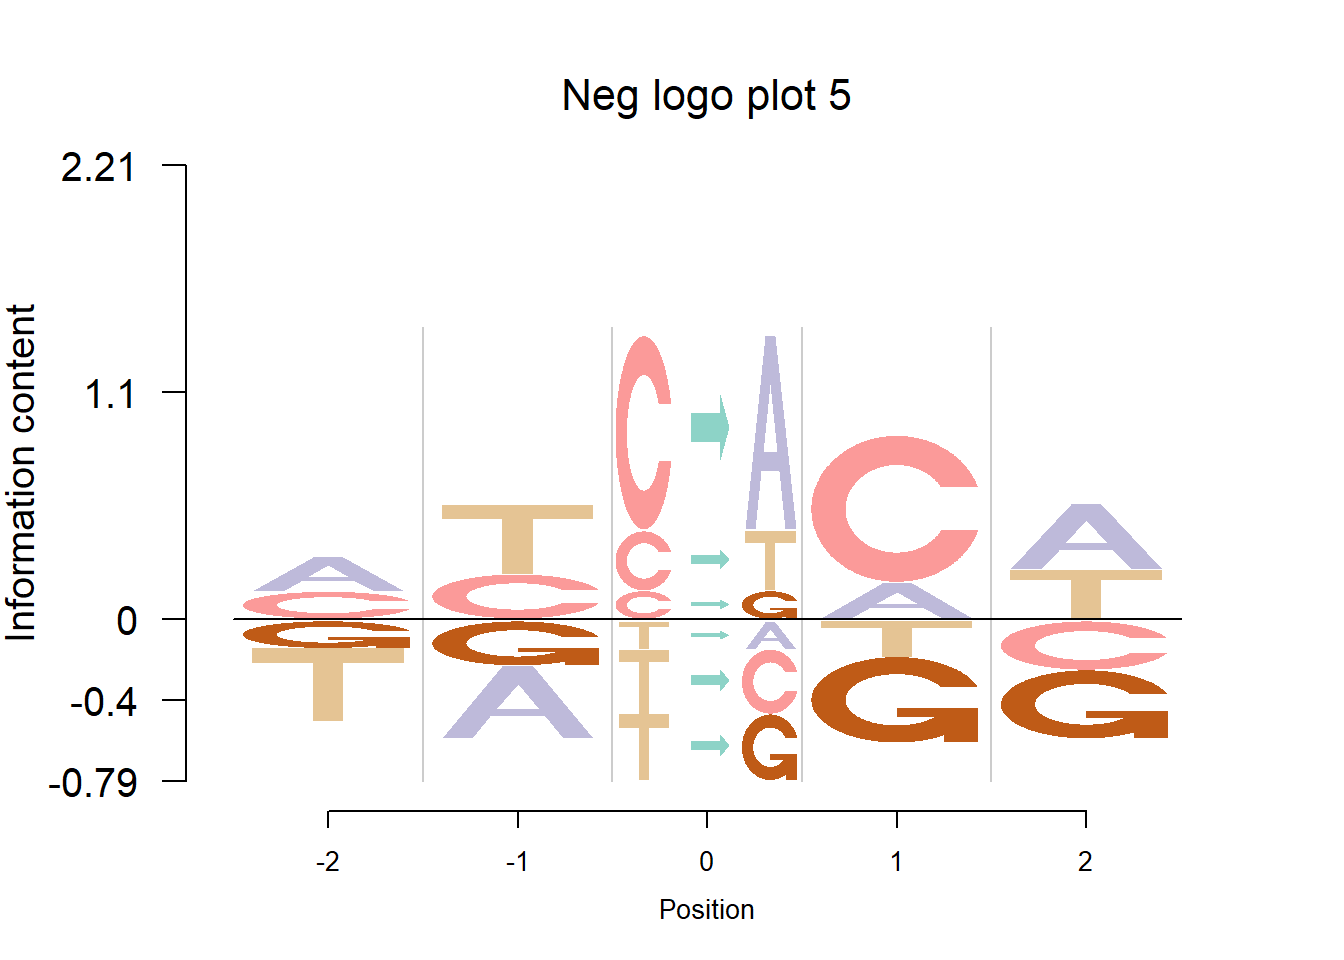 Neg logo plot 5
2.21
1.1
0
-0.4
-0.79
Information content
A C G T
T C G A
C → A
C → T
C → G
T → A
T → C
T → G
C A T G
A T C G
-2 -1 0 1 2
Position